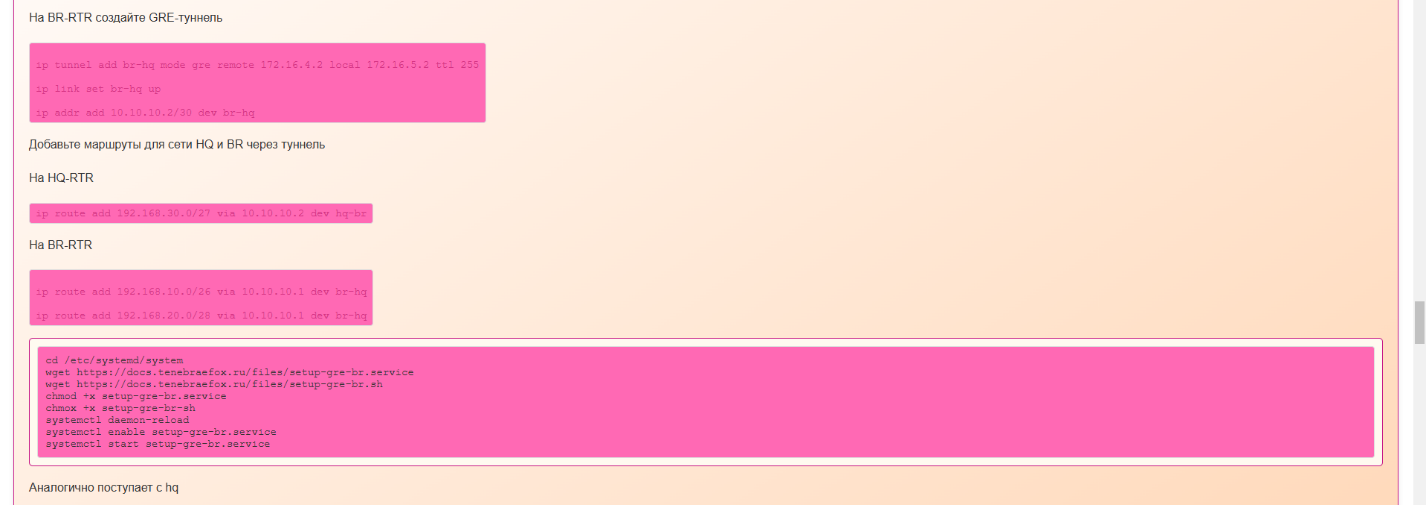 На BR-RTR создайте GRE-туннель
ip tunnel add br-hq mode gre remote 172.16.4.2 local 172.16.5.2 ttl 255
ip link set br-hq up
ip addr add 10.10.10.2/30 dev br-hq
Добавьте маршруты для сети HQ и BR через туннель
На HQ-RTR
ip route add 192.168.30.0/27 via 10.10.10.2 dev hq-br
На BR-RTR
ip route add 192.168.10.0/26 via 10.10.10.1 dev br-hq
ip route add 192.168.20.0/28 via 10.10.10.1 dev br-hq
cd /etc/systemd/system
wget https://docs.tenebraefox.ru/files/setup-gre-br.service
wget https://docs.tenebraefox.ru/files/setup-gre-br.sh
chmod +x setup-gre-br.service
chmox +x setup-gre-br-sh
systemctl daemon-reload
systemctl enable setup-gre-br.service
systemctl start setup-gre-br.service
Аналогично поступает с hq